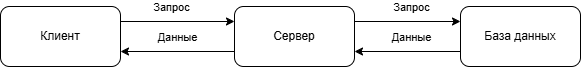 Запрос
Запрос
Клиент
Сервер
База данных
Данные
Данные